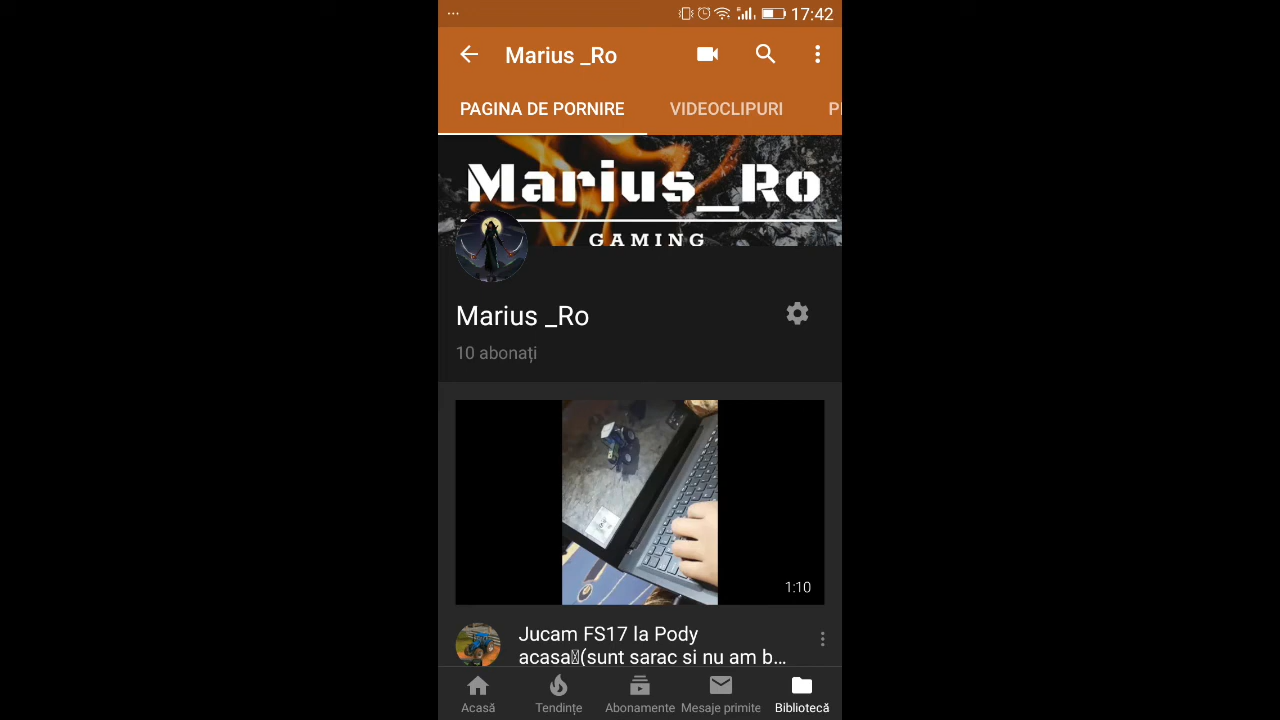 17:42
Marius _Ro
PAGINA DE PORNIRE
VIDEOCLIPURI
Marius_Ro
GAMING
Marius _Ro
10 abonați
1:10
Jucam FS17 la Pody
acasa▯(sunt sarac si nu am b...
Acasă
Tendințe
Abonamente
Mesaje primite
Bibliotecă